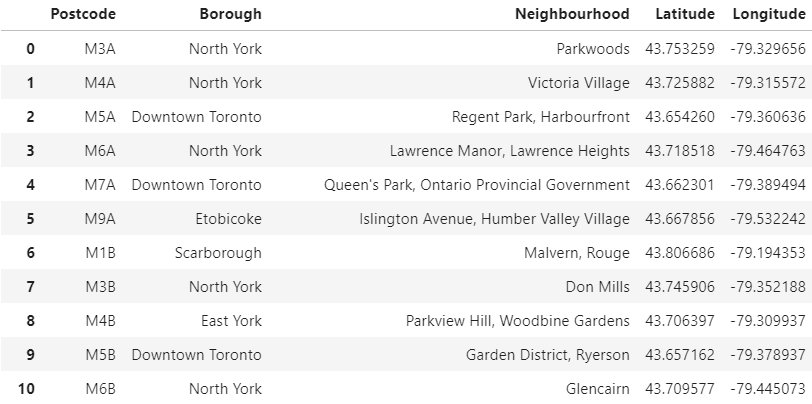 Postcode Borough Neighbourhood Latitude Longitude
0 M3A North York Parkwoods 43.753259 -79.329656
1 M4A North York Victoria Village 43.725882 -79.315572
2 M5A Downtown Toronto Regent Park, Harbourfront 43.654260 -79.360636
3 M6A North York Lawrence Manor, Lawrence Heights 43.718518 -79.464763
4 M7A Downtown Toronto Queen's Park, Ontario Provincial Government 43.662301 -79.389494
5 M9A Etobicoke Islington Avenue, Humber Valley Village 43.667856 -79.532242
6 M1B Scarborough Malvern, Rouge 43.806686 -79.194353
7 M3B North York Don Mills 43.745906 -79.352188
8 M4B East York Parkview Hill, Woodbine Gardens 43.706397 -79.309937
9 M5B Downtown Toronto Garden District, Ryerson 43.657162 -79.378937
10 M6B North York Glencairn 43.709577 -79.445073